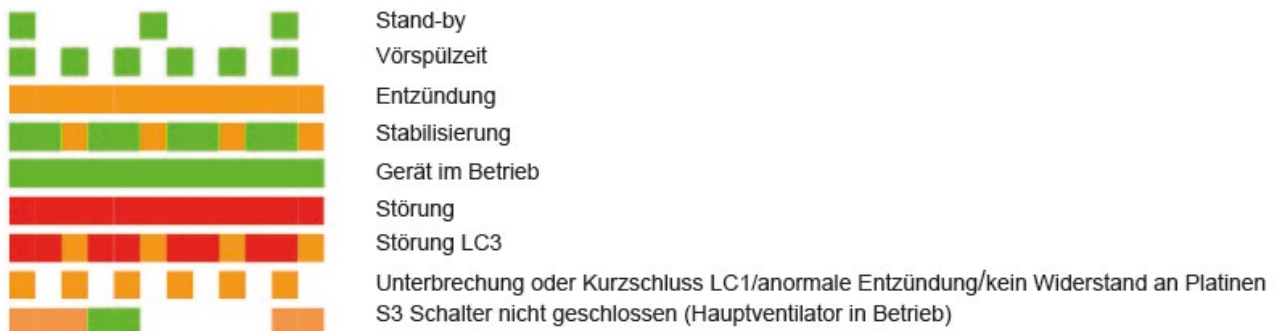 Stand-by
Vörspülzeit
Entzündung
Stabilisierung
Gerät im Betrieb
Störung
Störung LC3
Unterbrechung oder Kurzschluss LC1/anormale Entzündung/kein Widerstand an Platinen
S3 Schalter nicht geschlossen (Hauptventilator in Betrieb)